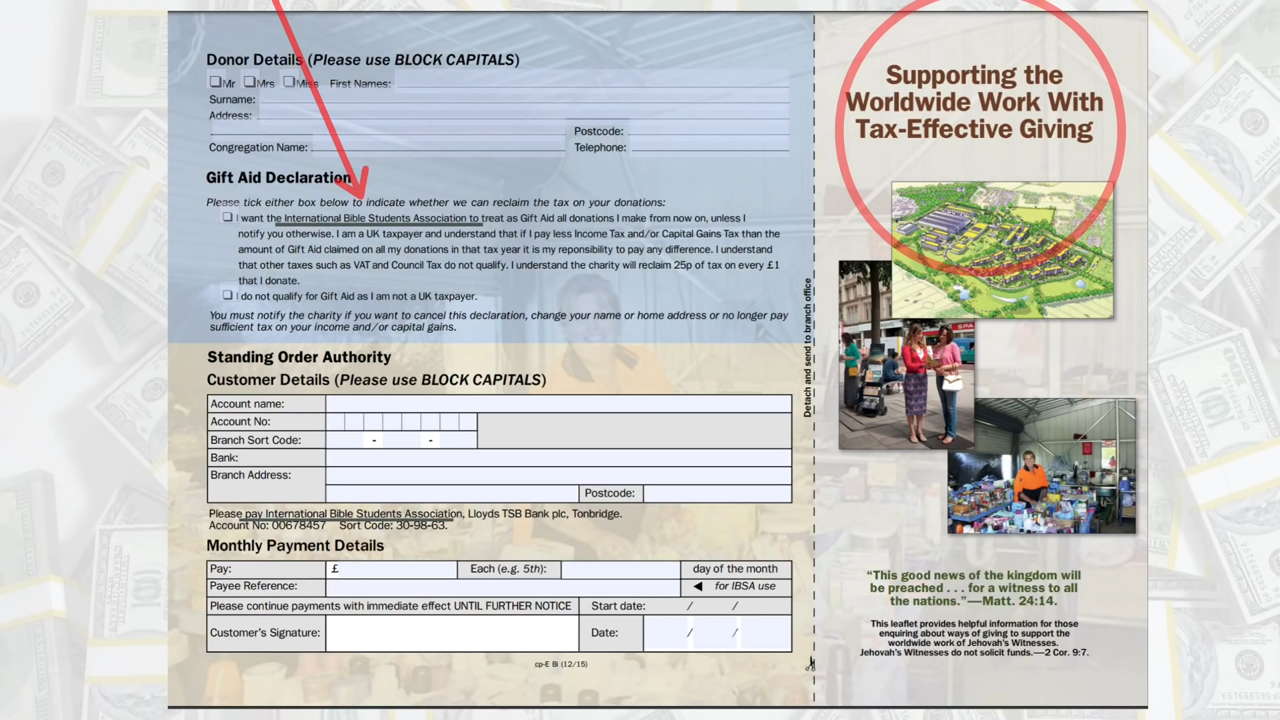 Donor Details (Please use BLOCK CAPITALS)
Mr Mrs Miss First Names:
Surname:
Address:
Postcode:
Congregation Name: Telephone:
Gift Aid Declaration
Please tick either box below to indicate whether we can reclaim the tax on your donations:
I want the International Bible Students Association to treat as Gift Aid all donations I make from now on, unless I
notify you otherwise. I am a UK taxpayer and understand that if I pay less Income Tax and/or Capital Gains Tax than the
amount of Gift Aid claimed on all my donations in that tax year it is my reponsibility to pay any difference. I understand
that other taxes such as VAT and Council Tax do not qualify. I understand the charity will reclaim 25p of tax on every £1
that I donate.
I do not qualify for Gift Aid as I am not a UK taxpayer.
You must notify the charity if you want to cancel this declaration, change your name or home address or no longer pay
sufficient tax on your income and/or capital gains.
Standing Order Authority
Customer Details (Please use BLOCK CAPITALS)
Account name:
Account No:
Branch Sort Code: - -
Bank:
Branch Address:
Postcode:
Please pay International Bible Students Association, Lloyds TSB Bank plc, Tonbridge.
Account No: 00678457 Sort Code: 30-98-63.
Monthly Payment Details
Pay: £ Each (e.g. 5th): day of the month
Payee Reference: ◄ for IBSA use
Please continue payments with immediate effect UNTIL FURTHER NOTICE Start date: / /
Customer's Signature: Date: / /
cp-E Bi (12/15)
Detach and send to branch office
Supporting the
Worldwide Work With
Tax-Effective Giving
SPA
“This good news of the kingdom will
be preached . . . for a witness to all
the nations.”—Matt. 24:14.
This leaflet provides helpful information for those
enquiring about ways of giving to support the
worldwide work of Jehovah's Witnesses.
Jehovah's Witnesses do not solicit funds.—2 Cor. 9:7.